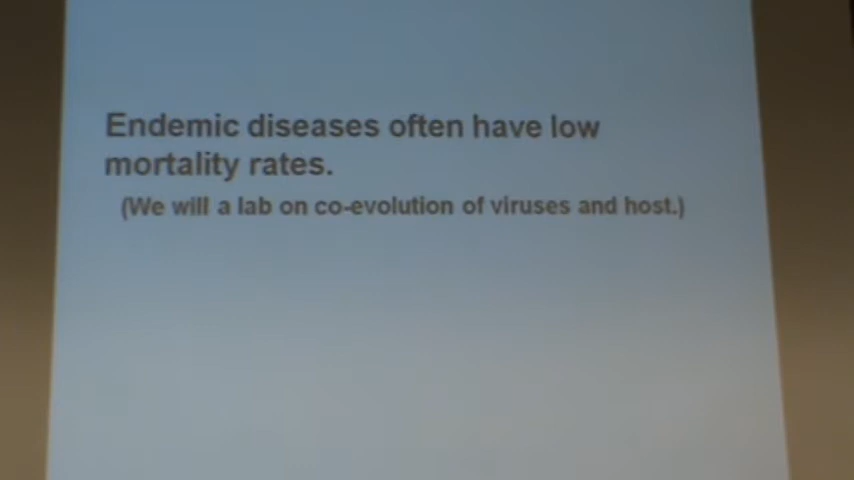 Endemic diseases often have low
mortality rates.
(We will a lab on co-evolution of viruses and host.)